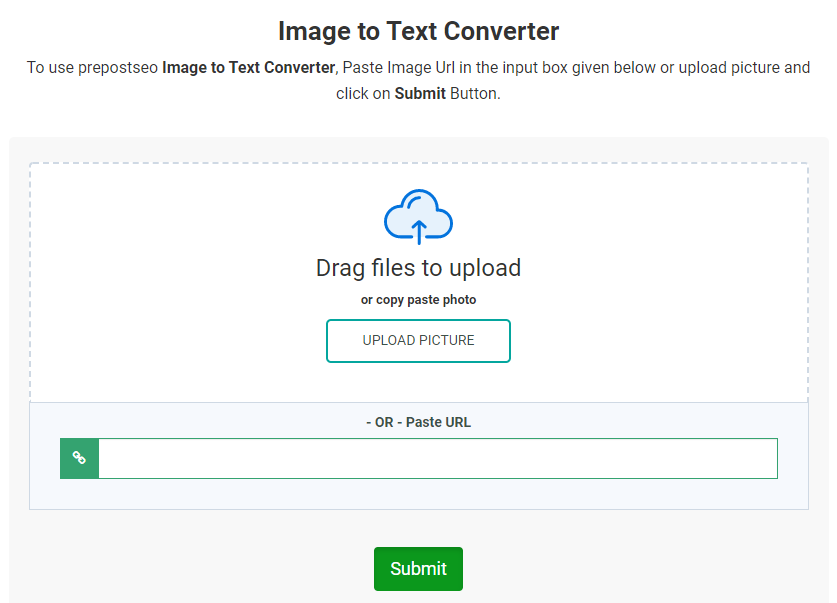 Image to Text Converter
To use prepostseo Image to Text Converter, Paste Image Url in the input box given below or upload picture and
click on Submit Button.
Drag files to upload
or copy paste photo
UPLOAD PICTURE
- OR - Paste URL
Submit